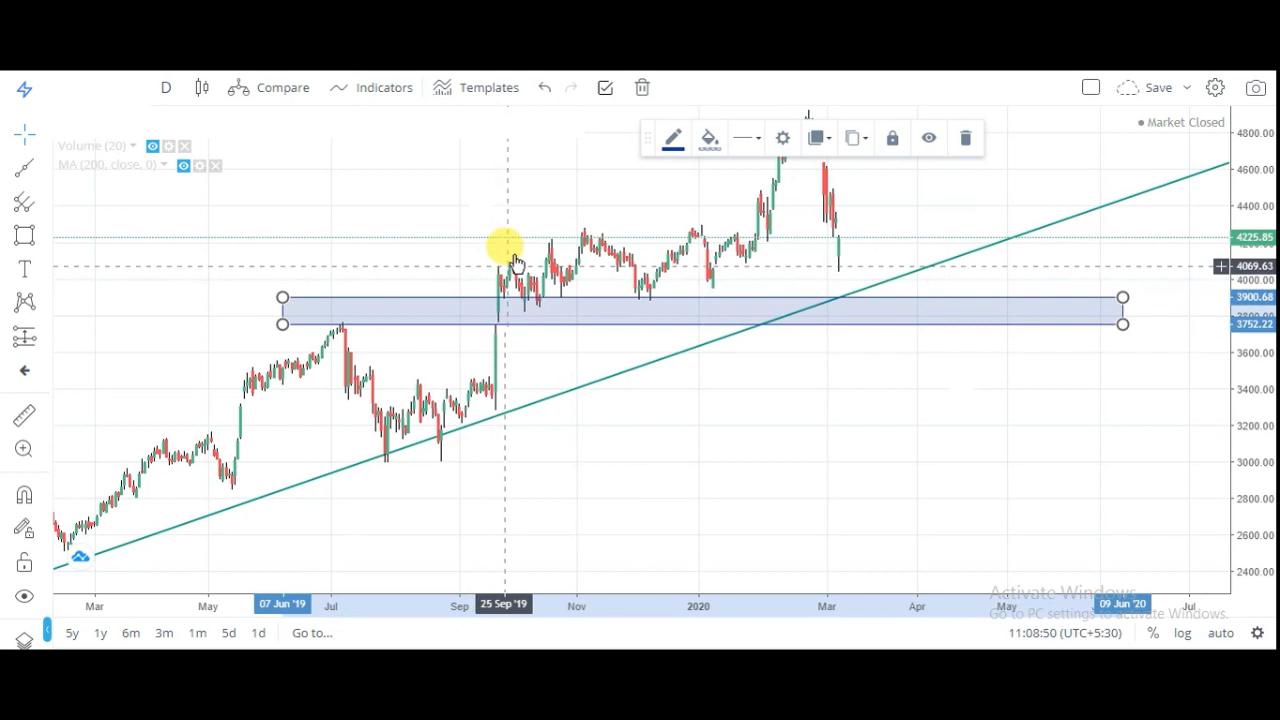 D Compare Indicators Templates Save
Market Closed
Volume (20)
MA (200, close, 0)
4800.00
4600.00
4400.00
4225.85
4069.63
4000.00
3900.68
3752.22
3600.00
3400.00
3200.00
3000.00
2800.00
2600.00
2400.00
Activate Windows
Go to PC settings to activate Windows.
Mar May 07 Jun '19 Jul Sep 25 Sep '19 Nov 2020 Mar Apr May 09 Jun '20 Jul
5y 1y 6m 3m 1m 5d 1d Go to... 11:08:50 (UTC+5:30) % log auto